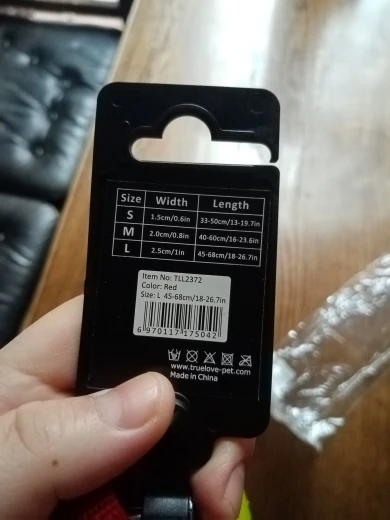 Size Width Length
S 1.5cm/0.6in 33-50cm/13-19.7in
M 2.0cm/0.8in 40-60cm/16-23.6in
L 2.5cm/1in 45-68cm/18-26.7in
Item No: TLL2372
Color: Red
Size: L 45-68cm/18-26.7in
6 970117 175042
www.truelove-pet.com
Made in China